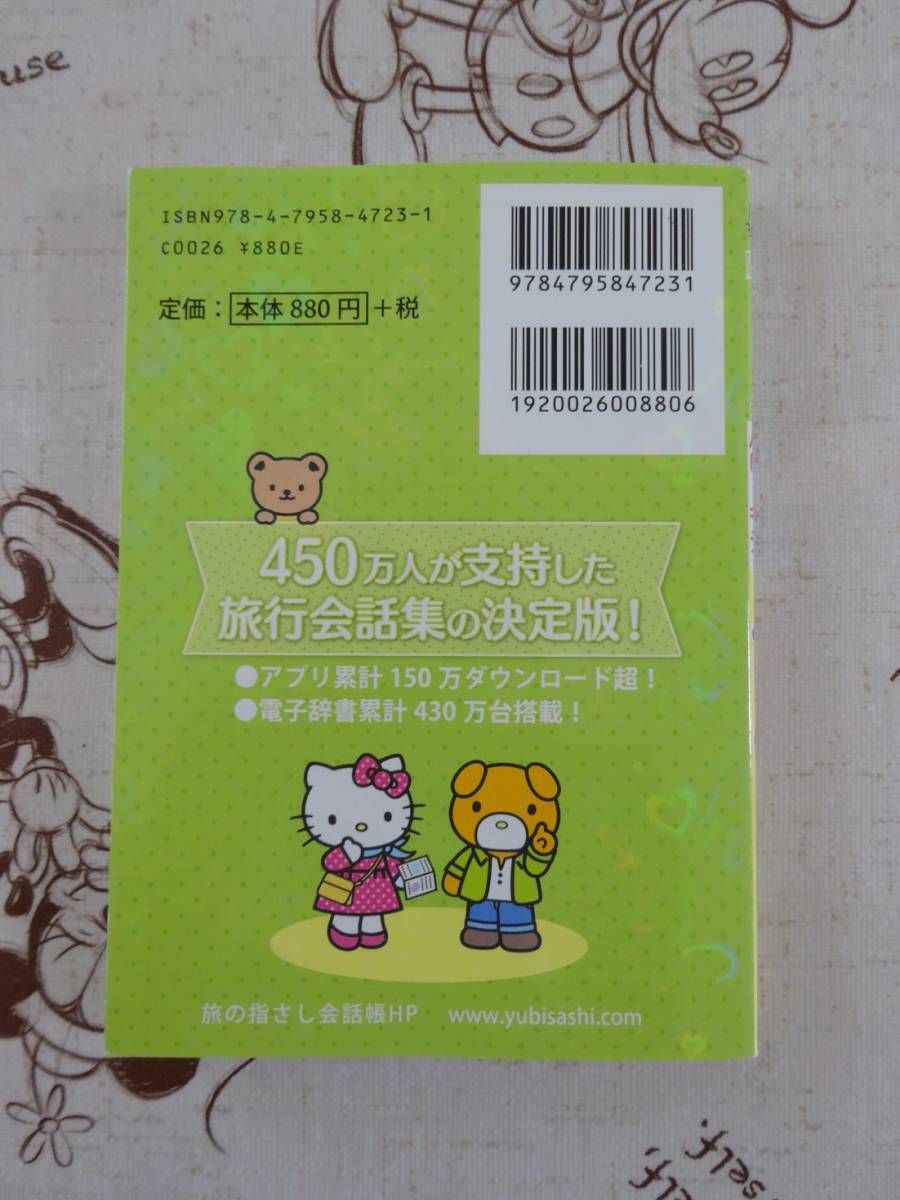 use
ISBN978-4-7958-4723-1
C0026 ¥880E
定価：本体 880 円＋税
9784795847231
1920026008806
450万人が支持した
旅行会話集の決定版！
●アプリ累計 150 万ダウンロード超！
●電子辞書累計 430 万台搭載！
旅の指さし会話帳HP www.yubisashi.com
self.